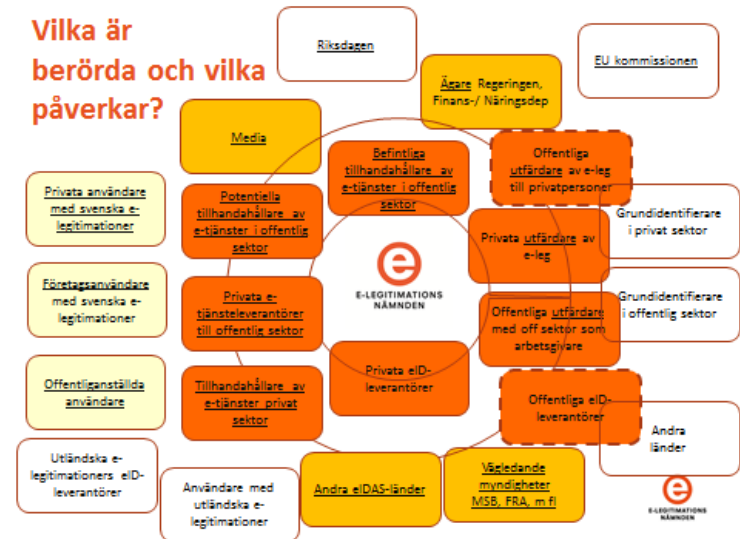 Vilka är
berörda och vilka
påverkar?
Riksdagen
Ägare Regeringen,
Finans-/ Näringsdep
EU kommissionen
Media
Befintliga
tillhandahållare av
e-tjänster i offentlig
sektor
Offentliga
utfärdare av e-leg
till privatpersoner
Privata användare
med svenska e-
legitimationer
Potentiella
tillhandahållare av
e-tjänster i offentlig
sektor
Privata utfärdare av
e-leg
Grundidentifierare
i privat sektor
E-LEGITIMATIONS
NÄMNDEN
Företagsanvändare
med svenska e-
legitimationer
Privata e-
tjänsteleverantörer
till offentlig sektor
Offentliga utfärdare
med off sektor som
arbetsgivare
Grundidentifierare
i offentlig sektor
Offentliganställda
användare
Tillhandahållare av
e-tjänster privat
sektor
Privata eID-
leverantörer
Offentliga eID-
leverantörer
Andra
länder
Utländska e-
legitimationers eID-
leverantörer
Användare med
utländska e-
legitimationer
Andra eIDAS-länder
Vägledande
myndigheter
MSB, FRA, m fl
E-LEGITIMATIONS
NÄMNDEN